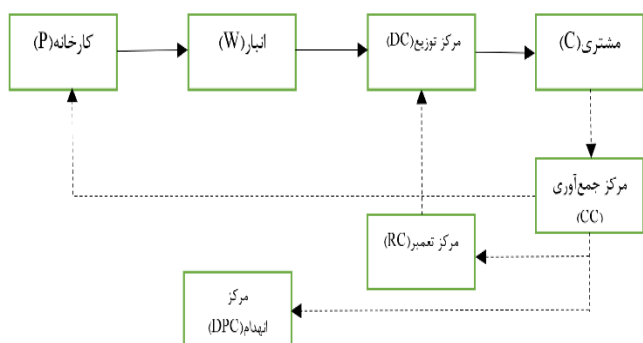 کارخانه(P)
انبار(W)
مرکز توزیع(DC)
مشتری(C)
مرکز جمع‌آوری
(CC)
مرکز تعمیر(RC)
مرکز
انهدام(DPC)